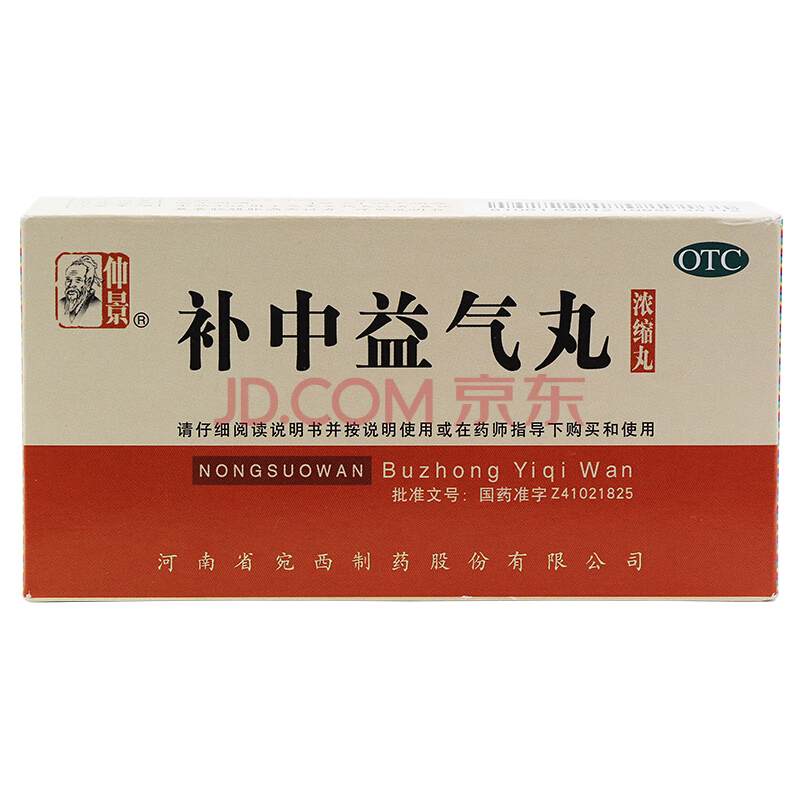 仲景
®
OTC
补中益气丸
浓缩丸
JD.COM 京东
请仔细阅读说明书并按说明使用或在药师指导下购买和使用
NONGSUOWAN Buzhong Yiqi Wan
批准文号：国药准字Z41021825
河南省宛西制药股份有限公司